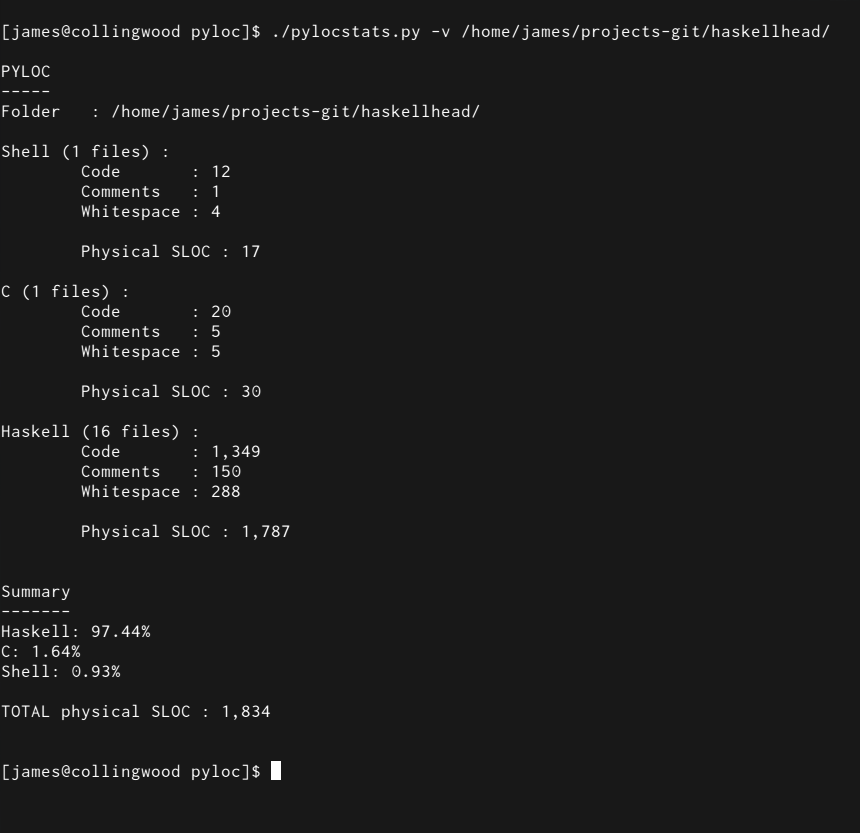 [james@collingwood pyloc]$ ./pylocstats.py -v /home/james/projects-git/haskellhead/
PYLOC
-----
Folder   : /home/james/projects-git/haskellhead/
Shell (1 files) :
        Code       : 12
        Comments   : 1
        Whitespace : 4
        Physical SLOC : 17
C (1 files) :
        Code       : 20
        Comments   : 5
        Whitespace : 5
        Physical SLOC : 30
Haskell (16 files) :
        Code       : 1,349
        Comments   : 150
        Whitespace : 288
        Physical SLOC : 1,787
Summary
-------
Haskell: 97.44%
C: 1.64%
Shell: 0.93%
TOTAL physical SLOC : 1,834
[james@collingwood pyloc]$